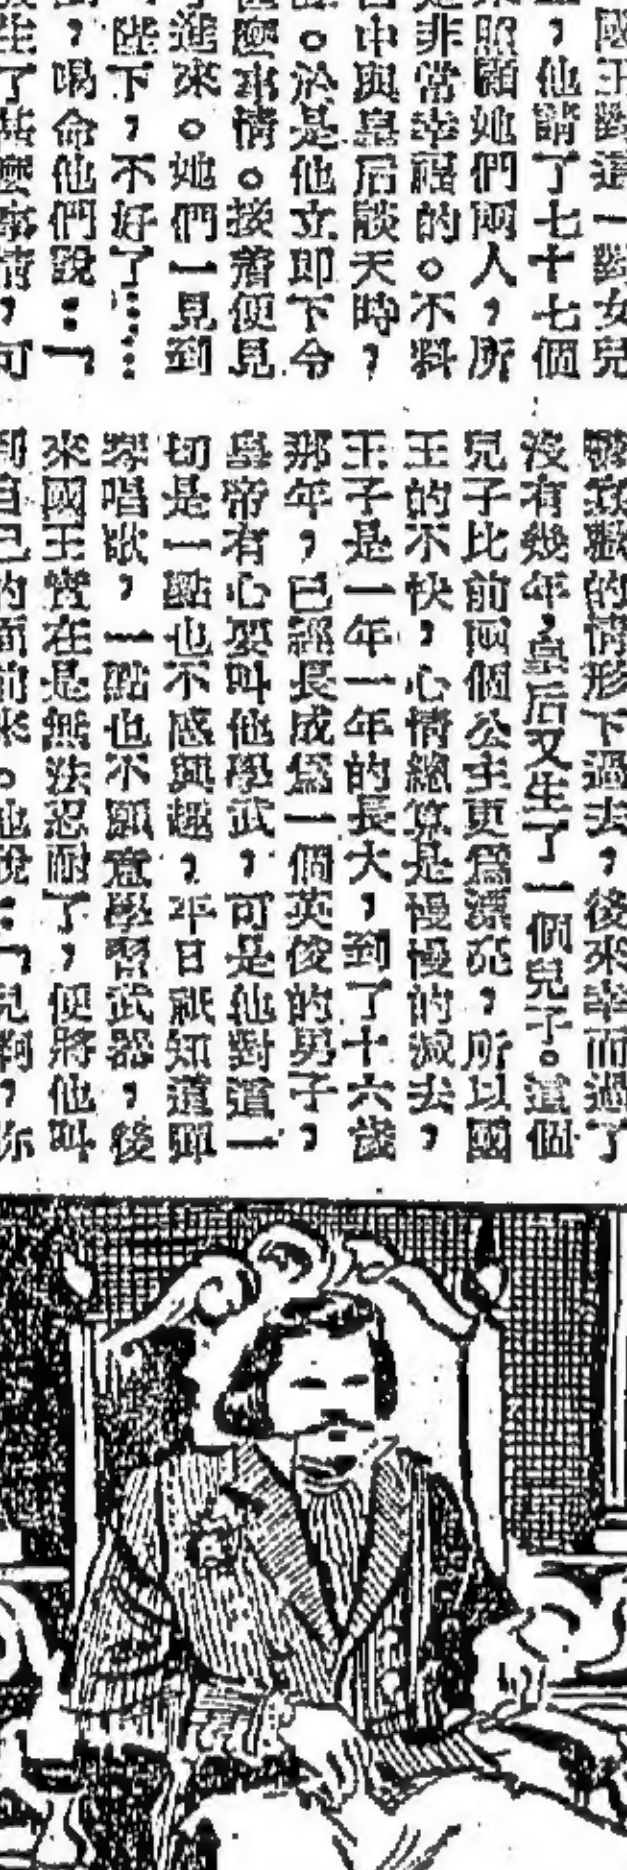 國王對這一對女兒
，他請了七十七個
照顧她們兩人，所
非常幸福的。不料
中與皇后談天時，
。於是他立即下令
麼事情。接着便見
進來。她們一見到
陛下，不好了……
，喝命他們說：「
生了甚麼事情，可
的情形下過去，後來幸而過了
沒有幾年，皇后又生了一個兒子。這個
兒子比前兩個公主更爲漂亮，所以國
王的不快，心情總算是慢慢的減去，
王子是一年一年的長大，到了十六歲
那年，已經長成爲一個英俊的男子，
皇帝有心要叫他學武，可是他對這一
切是一點也不感興趣，平日祇知道彈
琴唱歌，一點也不願意學習武器，後
來國王實在是無法忍耐了，便將他叫
到自己的面前來。他說：「兒啊，你